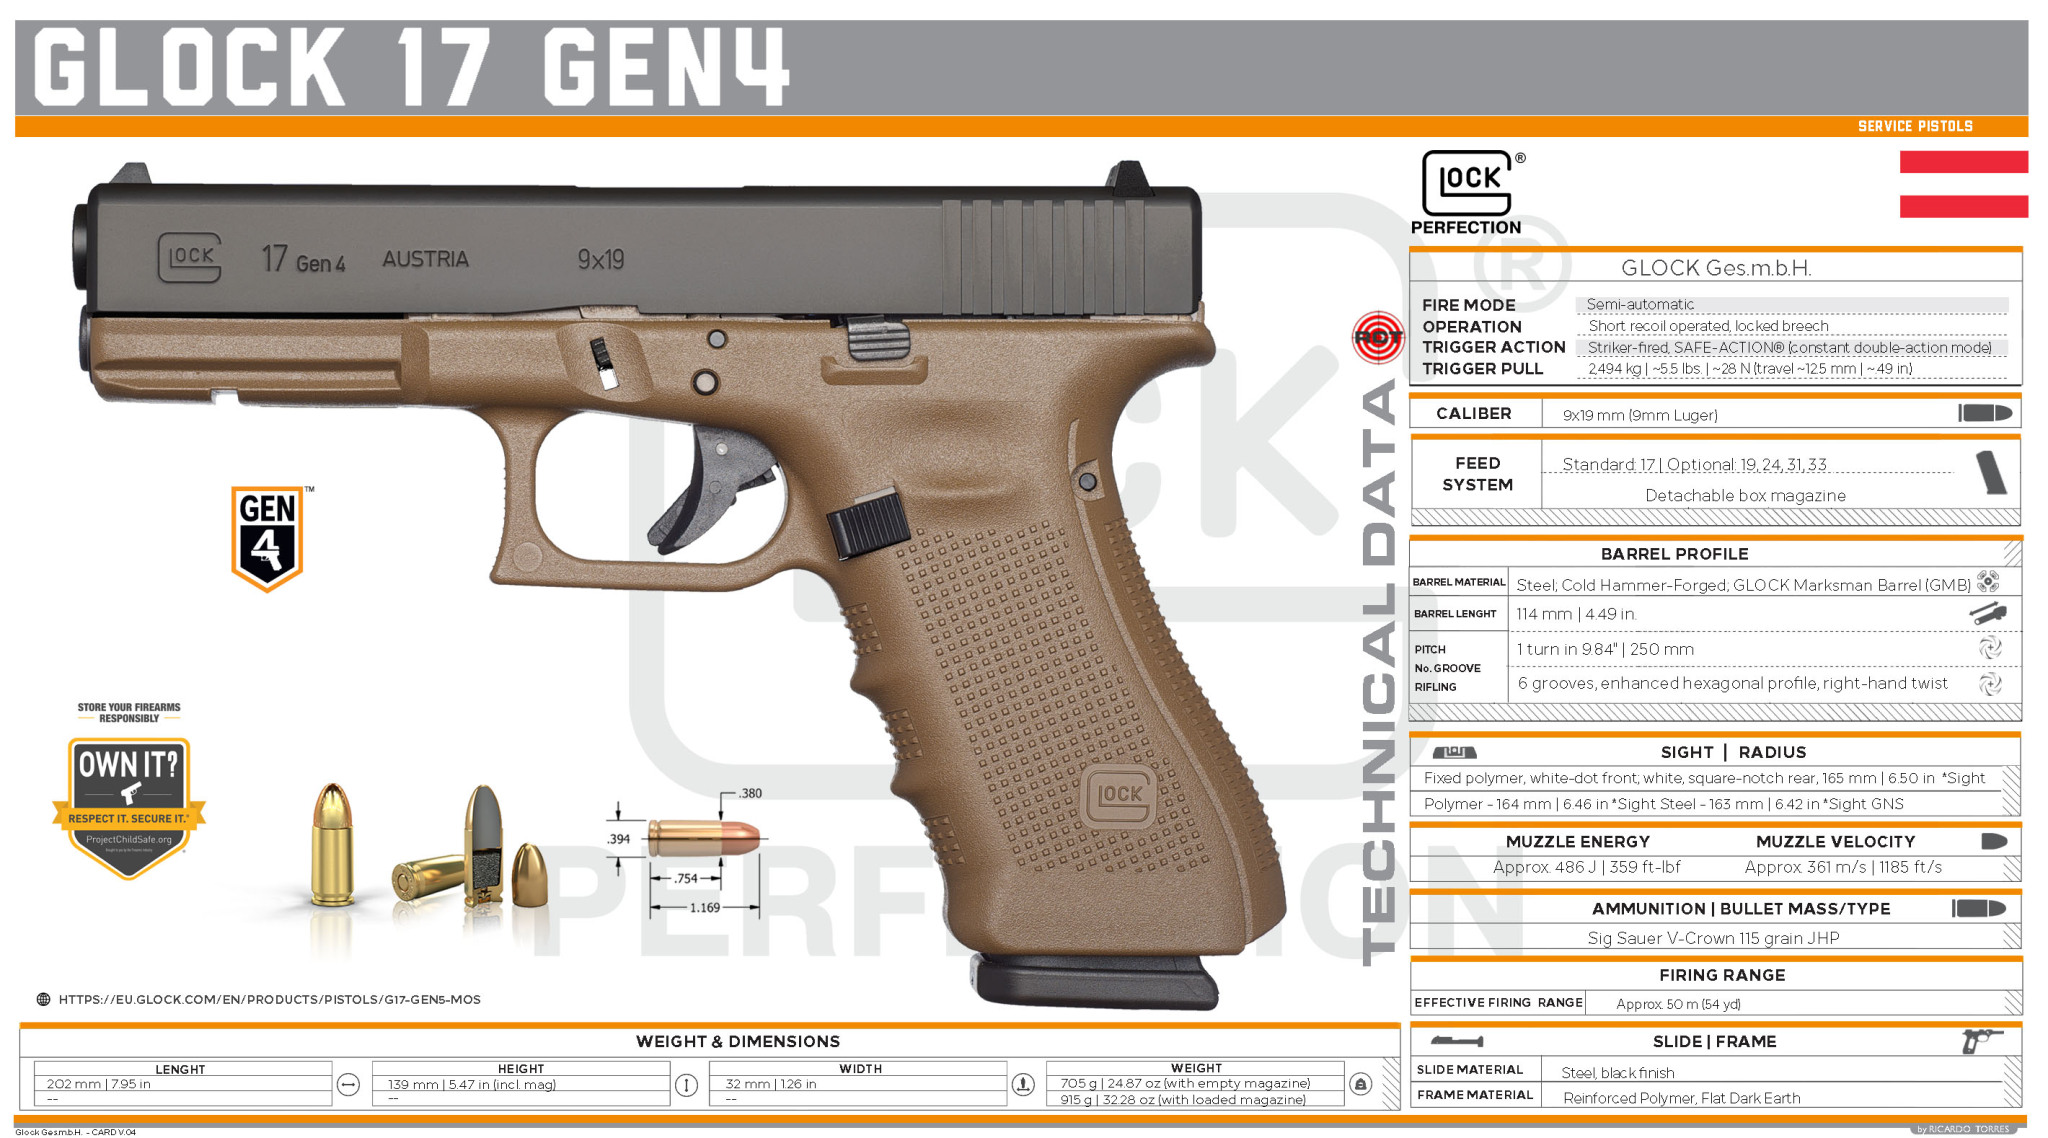 GLOCK 17 GEN4
SERVICE PISTOLS
GLOCK
17 Gen 4
AUSTRIA
9x19
GLOCK
GEN
4
™
STORE YOUR FIREARMS
RESPONSIBLY
OWN IT?
RESPECT IT. SECURE IT.
ProjectChildSafe.org
.380
.394
.754
1.169
GLOCK ®
PERFECTION
HTTPS://EU.GLOCK.COM/EN/PRODUCTS/PISTOLS/G17-GEN5-MOS
GLOCK®
PERFECTION
RDT
TECHNICAL DATA
GLOCK Ges.m.b.H.
FIRE MODE Semi-automatic
OPERATION Short recoil operated, locked breech
TRIGGER ACTION Striker-fired, SAFE-ACTION® (constant double-action mode)
TRIGGER PULL 2,494 kg | ~5.5 lbs. | ~28 N (travel ~12.5 mm | ~.49 in)
CALIBER 9x19 mm (9mm Luger)
FEED
SYSTEM
Standard: 17 | Optional: 19, 24, 31, 33
Detachable box magazine
BARREL PROFILE
BARREL MATERIAL Steel; Cold Hammer-Forged; GLOCK Marksman Barrel (GMB)
BARREL LENGHT 114 mm | 4.49 in.
PITCH 1 turn in 9.84" | 250 mm
No. GROOVE
RIFLING 6 grooves, enhanced hexagonal profile, right-hand twist
SIGHT | RADIUS
Fixed polymer, white-dot front; white, square-notch rear, 165 mm | 6.50 in *Sight
Polymer - 164 mm | 6.46 in *Sight Steel - 163 mm | 6.42 in *Sight GNS
MUZZLE ENERGY MUZZLE VELOCITY
Approx. 486 J | 359 ft-lbf Approx. 361 m/s | 1185 ft/s
AMMUNITION | BULLET MASS/TYPE
Sig Sauer V-Crown 115 grain JHP
FIRING RANGE
EFFECTIVE FIRING RANGE Approx. 50 m (54 yd)
SLIDE | FRAME
SLIDE MATERIAL Steel, black finish
FRAME MATERIAL Reinforced Polymer, Flat Dark Earth
WEIGHT & DIMENSIONS
LENGHT HEIGHT WIDTH WEIGHT
202 mm | 7.95 in 139 mm | 5.47 in (incl. mag) 32 mm | 1.26 in 705 g | 24.87 oz (with empty magazine)
-- -- -- 915 g | 32.28 oz (with loaded magazine)
Glock Ges.m.b.H. - CARD V.04
by RICARDO TORRES